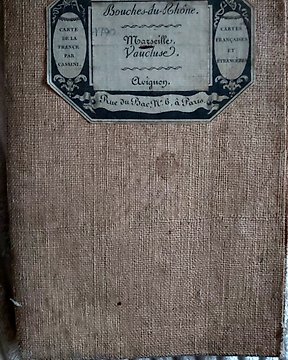 Bouches-du-Rhône.
Marseille.
Vaucluse.
Avignon.
Rue du Bac, N.º 6, à Paris.
CARTE
DE LA
FRANCE
PAR
CASSINI.
CARTES
FRANÇAISES
ET
ÉTRANGÈRES